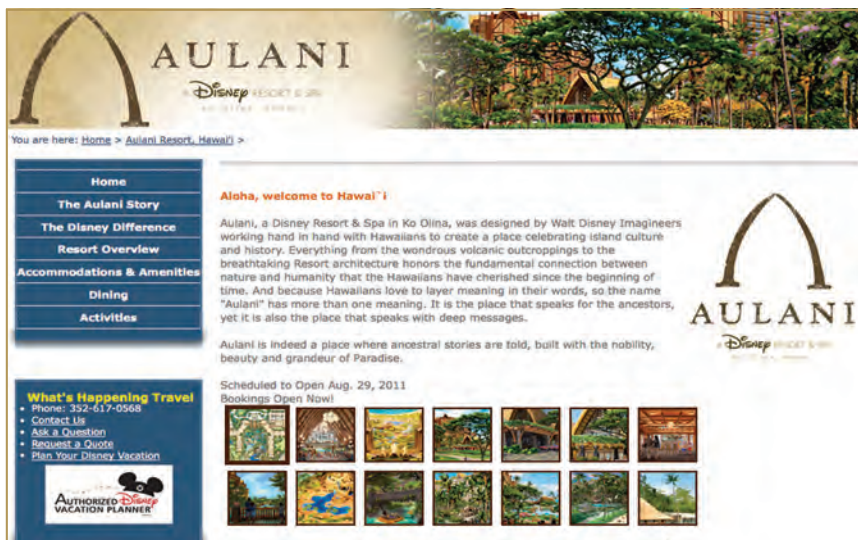 AULANI
A Disney RESORT & SPA
You are here: Home > Aulani Resort, Hawai'i >
Home
The Aulani Story
The Disney Difference
Resort Overview
Accommodations & Amenities
Dining
Activities
What's Happening Travel
• Phone: 352-617-0568
• Contact Us
• Ask a Question
• Request a Quote
• Plan Your Disney Vacation
AUTHORIZED Disney
VACATION PLANNER
Aloha, welcome to Hawai`i
Aulani, a Disney Resort & Spa in Ko Olina, was designed by Walt Disney Imagineers
working hand in hand with Hawaiians to create a place celebrating island culture
and history. Everything from the wondrous volcanic outcroppings to the
breathtaking Resort architecture honors the fundamental connection between
nature and humanity that the Hawaiians have cherished since the beginning of
time. And because Hawaiians love to layer meaning in their words, so the name
"Aulani" has more than one meaning. It is the place that speaks for the ancestors,
yet it is also the place that speaks with deep messages.
Aulani is indeed a place where ancestral stories are told, built with the nobility,
beauty and grandeur of Paradise.
Scheduled to Open Aug. 29, 2011
Bookings Open Now!
AULANI
A Disney RESORT & SPA